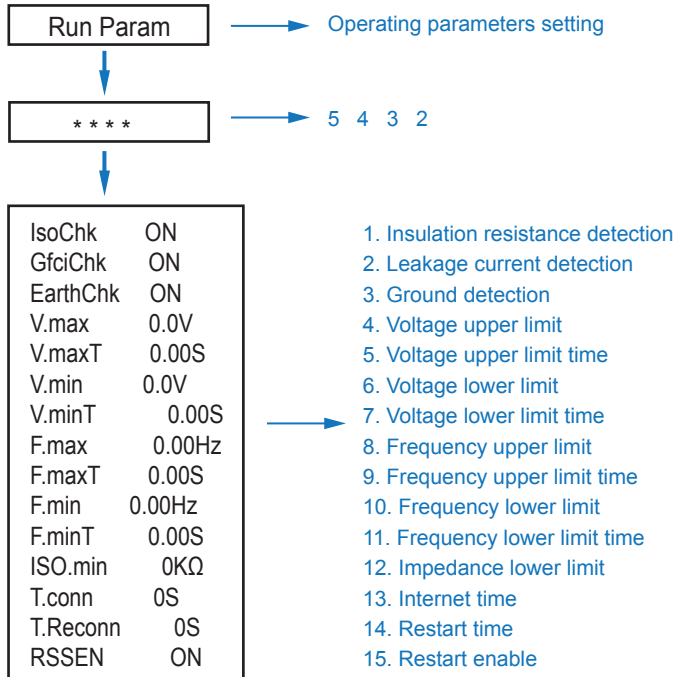 Run Param
Operating parameters setting
* * * *
5 4 3 2
IsoChk ON
GfciChk ON
EarthChk ON
V.max 0.0V
V.maxT 0.00S
V.min 0.0V
V.minT 0.00S
F.max 0.00Hz
F.maxT 0.00S
F.min 0.00Hz
F.minT 0.00S
ISO.min 0KΩ
T.conn 0S
T.Reconn 0S
RSSEN ON
1. Insulation resistance detection
2. Leakage current detection
3. Ground detection
4. Voltage upper limit
5. Voltage upper limit time
6. Voltage lower limit
7. Voltage lower limit time
8. Frequency upper limit
9. Frequency upper limit time
10. Frequency lower limit
11. Frequency lower limit time
12. Impedance lower limit
13. Internet time
14. Restart time
15. Restart enable